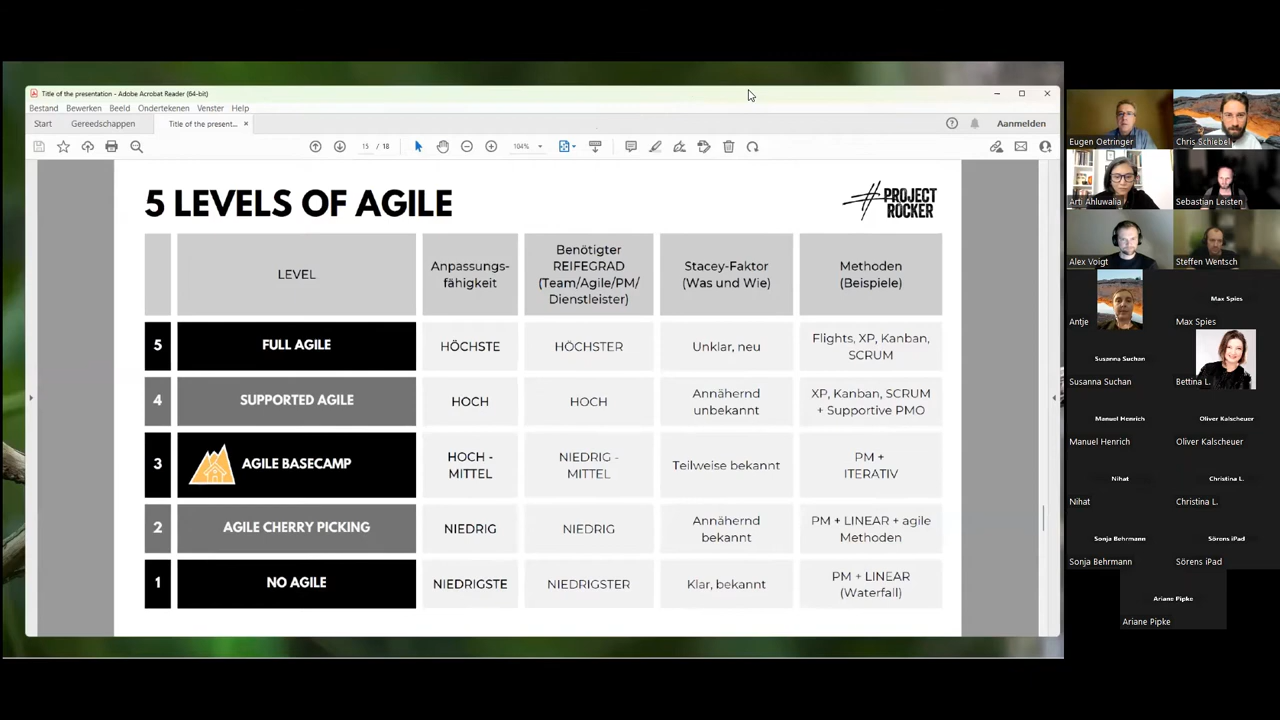 Title of the presentation - Adobe Acrobat Reader (64-bit)
Bestand Bewerken Beeld Ondertekenen Venster Help
Start Gereedschappen Title of the present... Aanmelden
15 / 18 104%
5 LEVELS OF AGILE
#PROJECT
ROCKER
LEVEL
Anpassungs-
fähigkeit
Benötigter
REIFEGRAD
(Team/Agile/PM/
Dienstleister)
Stacey-Faktor
(Was und Wie)
Methoden
(Beispiele)
5
FULL AGILE
HÖCHSTE
HÖCHSTER
Unklar, neu
Flights, XP, Kanban,
SCRUM
4
SUPPORTED AGILE
HOCH
HOCH
Annähernd
unbekannt
XP, Kanban, SCRUM
+ Supportive PMO
3
AGILE BASECAMP
HOCH -
MITTEL
NIEDRIG -
MITTEL
Teilweise bekannt
PM +
ITERATIV
2
AGILE CHERRY PICKING
NIEDRIG
NIEDRIG
Annähernd
bekannt
PM + LINEAR + agile
Methoden
1
NO AGILE
NIEDRIGSTE
NIEDRIGSTER
Klar, bekannt
PM + LINEAR
(Waterfall)
Eugen Oetringer
Chris Schiebel
Arti Ahluwalia
Sebastian Leisten
Alex Voigt
Steffen Wentsch
Antje
Max Spies
Max Spies
Susanna Suchan
Susanna Suchan
Bettina L.
Manuel Henrich
Manuel Henrich
Oliver Kalscheuer
Oliver Kalscheuer
Nihat
Nihat
Christina L.
Christina L.
Sonja Behrmann
Sonja Behrmann
Sörens iPad
Sörens iPad
Ariane Pipke
Ariane Pipke